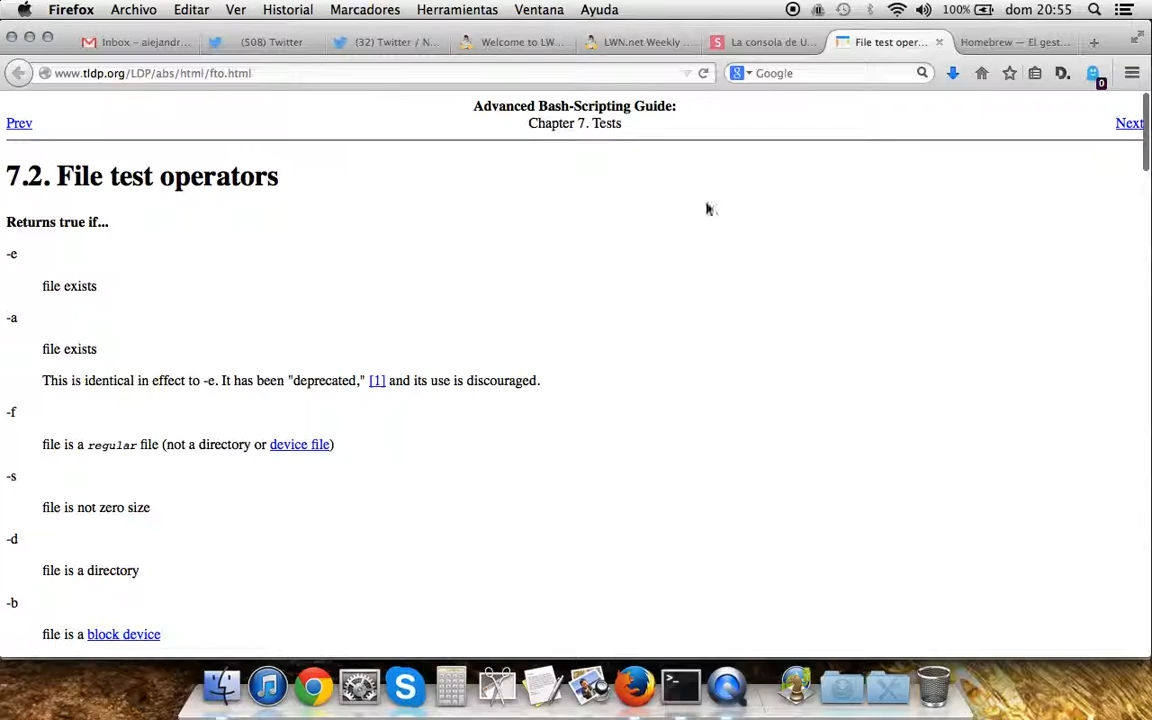 Firefox Archivo Editar Ver Historial Marcadores Herramientas Ventana Ayuda 100% dom 20:55
Inbox – alejandr... (508) Twitter (32) Twitter / N... Welcome to LW... LWN.net Weekly ... La consola de U... File test oper... Homebrew — El gest...
www.tldp.org/LDP/abs/html/fto.html Google D. 0
Advanced Bash-Scripting Guide:
Prev Chapter 7. Tests Next
7.2. File test operators
Returns true if...
-e
file exists
-a
file exists
This is identical in effect to -e. It has been "deprecated," [1] and its use is discouraged.
-f
file is a regular file (not a directory or device file)
-s
file is not zero size
-d
file is a directory
-b
file is a block device